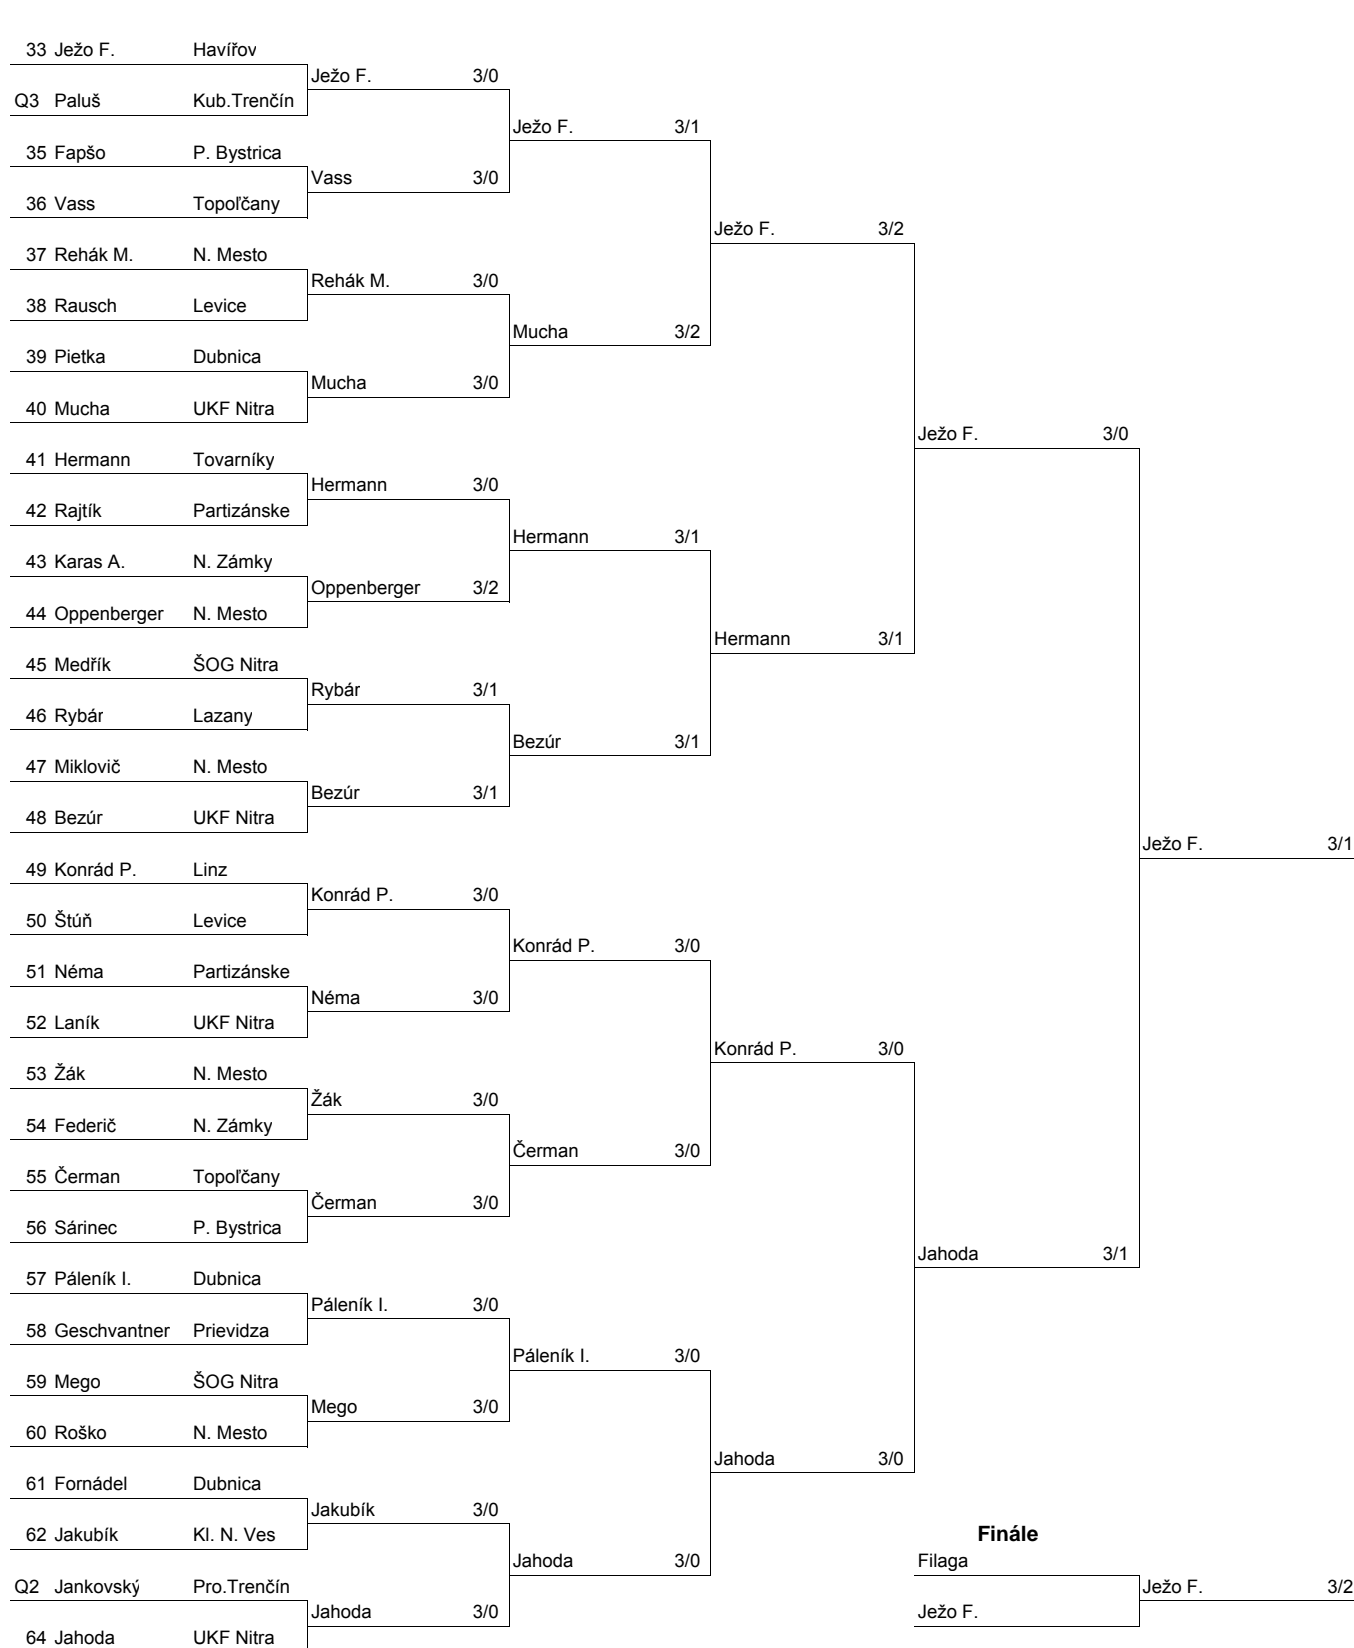 33 Ježo F. Havířov
Ježo F. 3/0
Q3 Paluš Kub.Trenčín
Ježo F. 3/1
35 Fapšo P. Bystrica
Vass 3/0
36 Vass Topoľčany
Ježo F. 3/2
37 Rehák M. N. Mesto
Rehák M. 3/0
38 Rausch Levice
Mucha 3/2
39 Pietka Dubnica
Mucha 3/0
40 Mucha UKF Nitra
Ježo F. 3/0
41 Hermann Tovarníky
Hermann 3/0
42 Rajtík Partizánske
Hermann 3/1
43 Karas A. N. Zámky
Oppenberger 3/2
44 Oppenberger N. Mesto
Hermann 3/1
45 Medřík ŠOG Nitra
Rybár 3/1
46 Rybár Lazany
Bezúr 3/1
47 Miklovič N. Mesto
Bezúr 3/1
48 Bezúr UKF Nitra
Ježo F. 3/1
49 Konrád P. Linz
Konrád P. 3/0
50 Štúň Levice
Konrád P. 3/0
51 Néma Partizánske
Néma 3/0
52 Laník UKF Nitra
Konrád P. 3/0
53 Žák N. Mesto
Žák 3/0
54 Federič N. Zámky
Čerman 3/0
55 Čerman Topoľčany
Čerman 3/0
56 Sárinec P. Bystrica
Jahoda 3/1
57 Páleník I. Dubnica
Páleník I. 3/0
58 Geschvantner Prievidza
Páleník I. 3/0
59 Mego ŠOG Nitra
Mego 3/0
60 Roško N. Mesto
Jahoda 3/0
61 Fornádel Dubnica
Jakubík 3/0
62 Jakubík Kl. N. Ves
Finále
Jahoda 3/0
Filaga
Q2 Jankovský Pro.Trenčín
Ježo F. 3/2
Jahoda 3/0
Ježo F.
64 Jahoda UKF Nitra